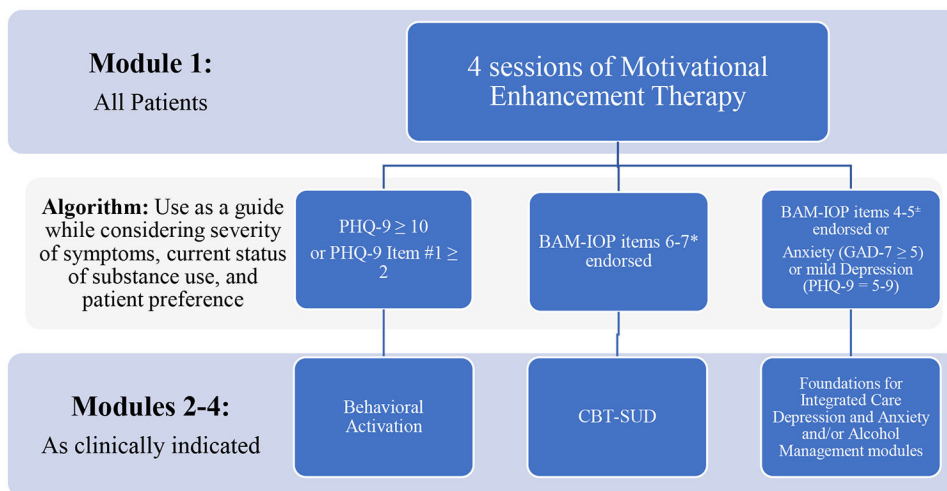 Module 1:
All Patients
4 sessions of Motivational
Enhancement Therapy
Algorithm: Use as a guide
while considering severity
of symptoms, current status
of substance use, and
patient preference
PHQ-9 ≥ 10
or PHQ-9 Item #1 ≥
2
BAM-IOP items 6-7*
endorsed
BAM-IOP items 4-5±
endorsed or
Anxiety (GAD-7 ≥ 5)
or mild Depression
(PHQ-9 = 5-9)
Modules 2-4:
As clinically indicated
Behavioral
Activation
CBT-SUD
Foundations for
Integrated Care
Depression and Anxiety
and/or Alcohol
Management modules